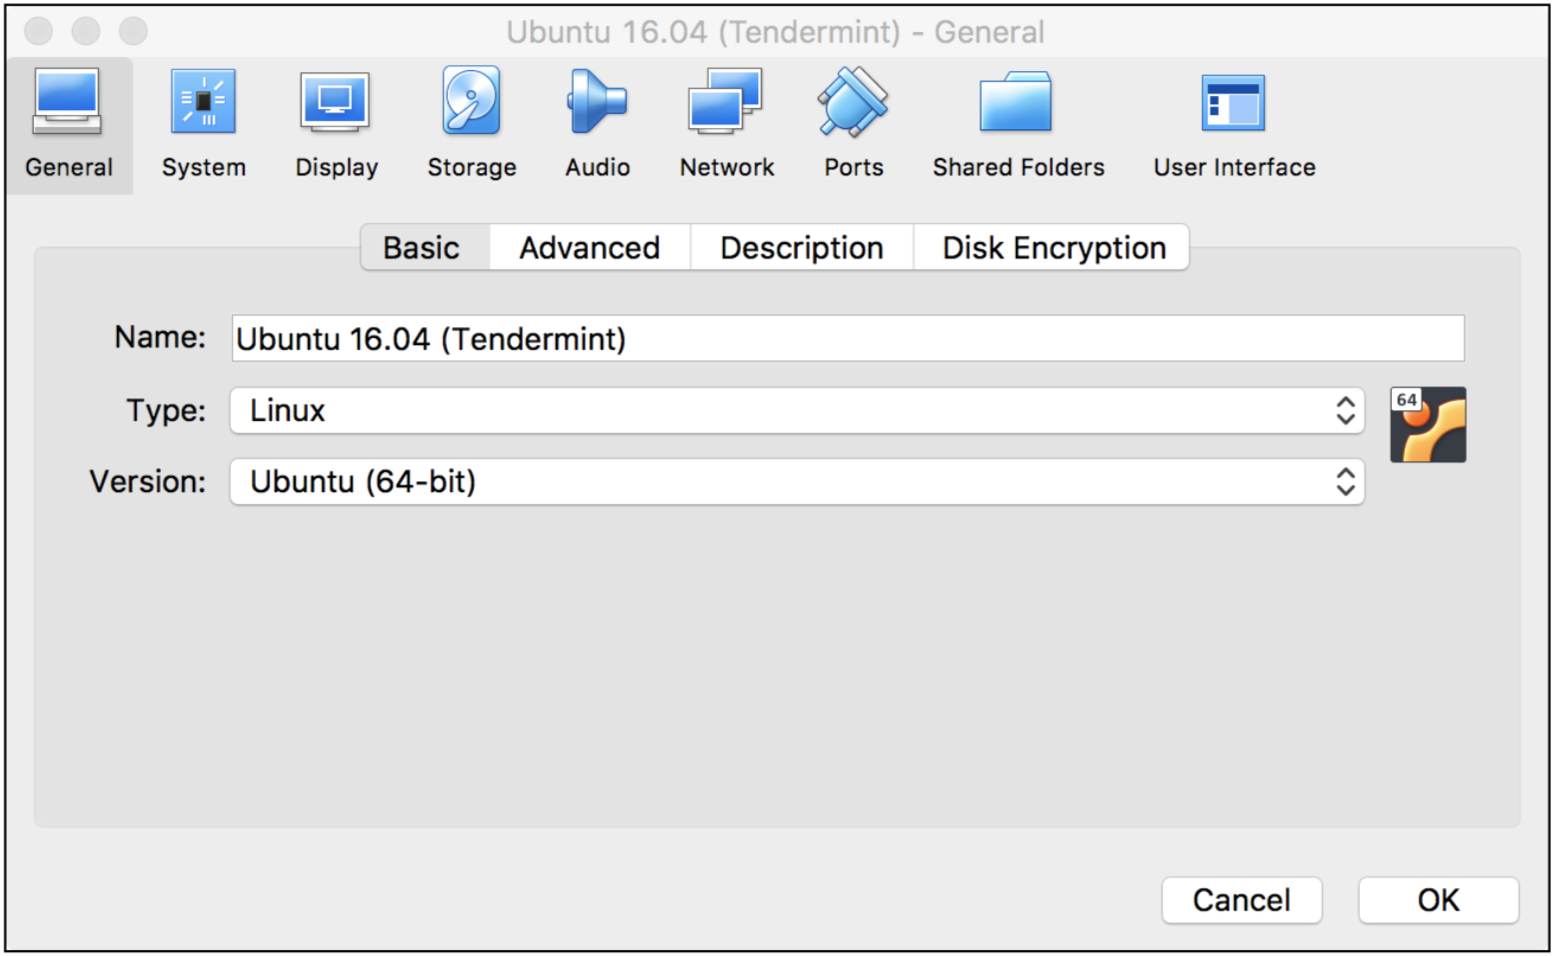 Ubuntu 16.04 (Tendermint) - General
General System Display Storage Audio Network Ports Shared Folders User Interface
Basic Advanced Description Disk Encryption
Name: Ubuntu 16.04 (Tendermint)
Type: Linux
64
Version: Ubuntu (64-bit)
Cancel OK